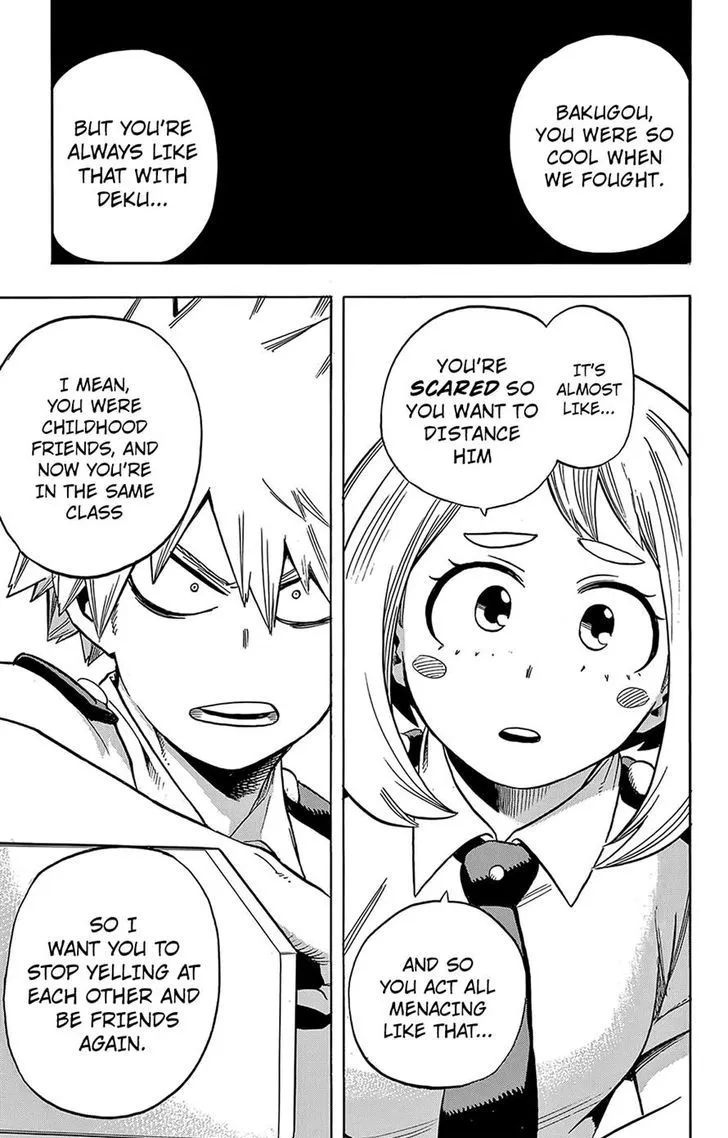 BAKUGOU,
YOU WERE SO
COOL WHEN
WE FOUGHT.
BUT YOU'RE
ALWAYS LIKE
THAT WITH
DEKU...
IT'S
ALMOST
LIKE...
YOU'RE
SCARED SO
YOU WANT TO
DISTANCE
HIM
AND SO
YOU ACT ALL
MENACING
LIKE THAT...
I MEAN,
YOU WERE
CHILDHOOD
FRIENDS, AND
NOW YOU'RE
IN THE SAME
CLASS
SO I
WANT YOU TO
STOP YELLING AT
EACH OTHER AND
BE FRIENDS
AGAIN.